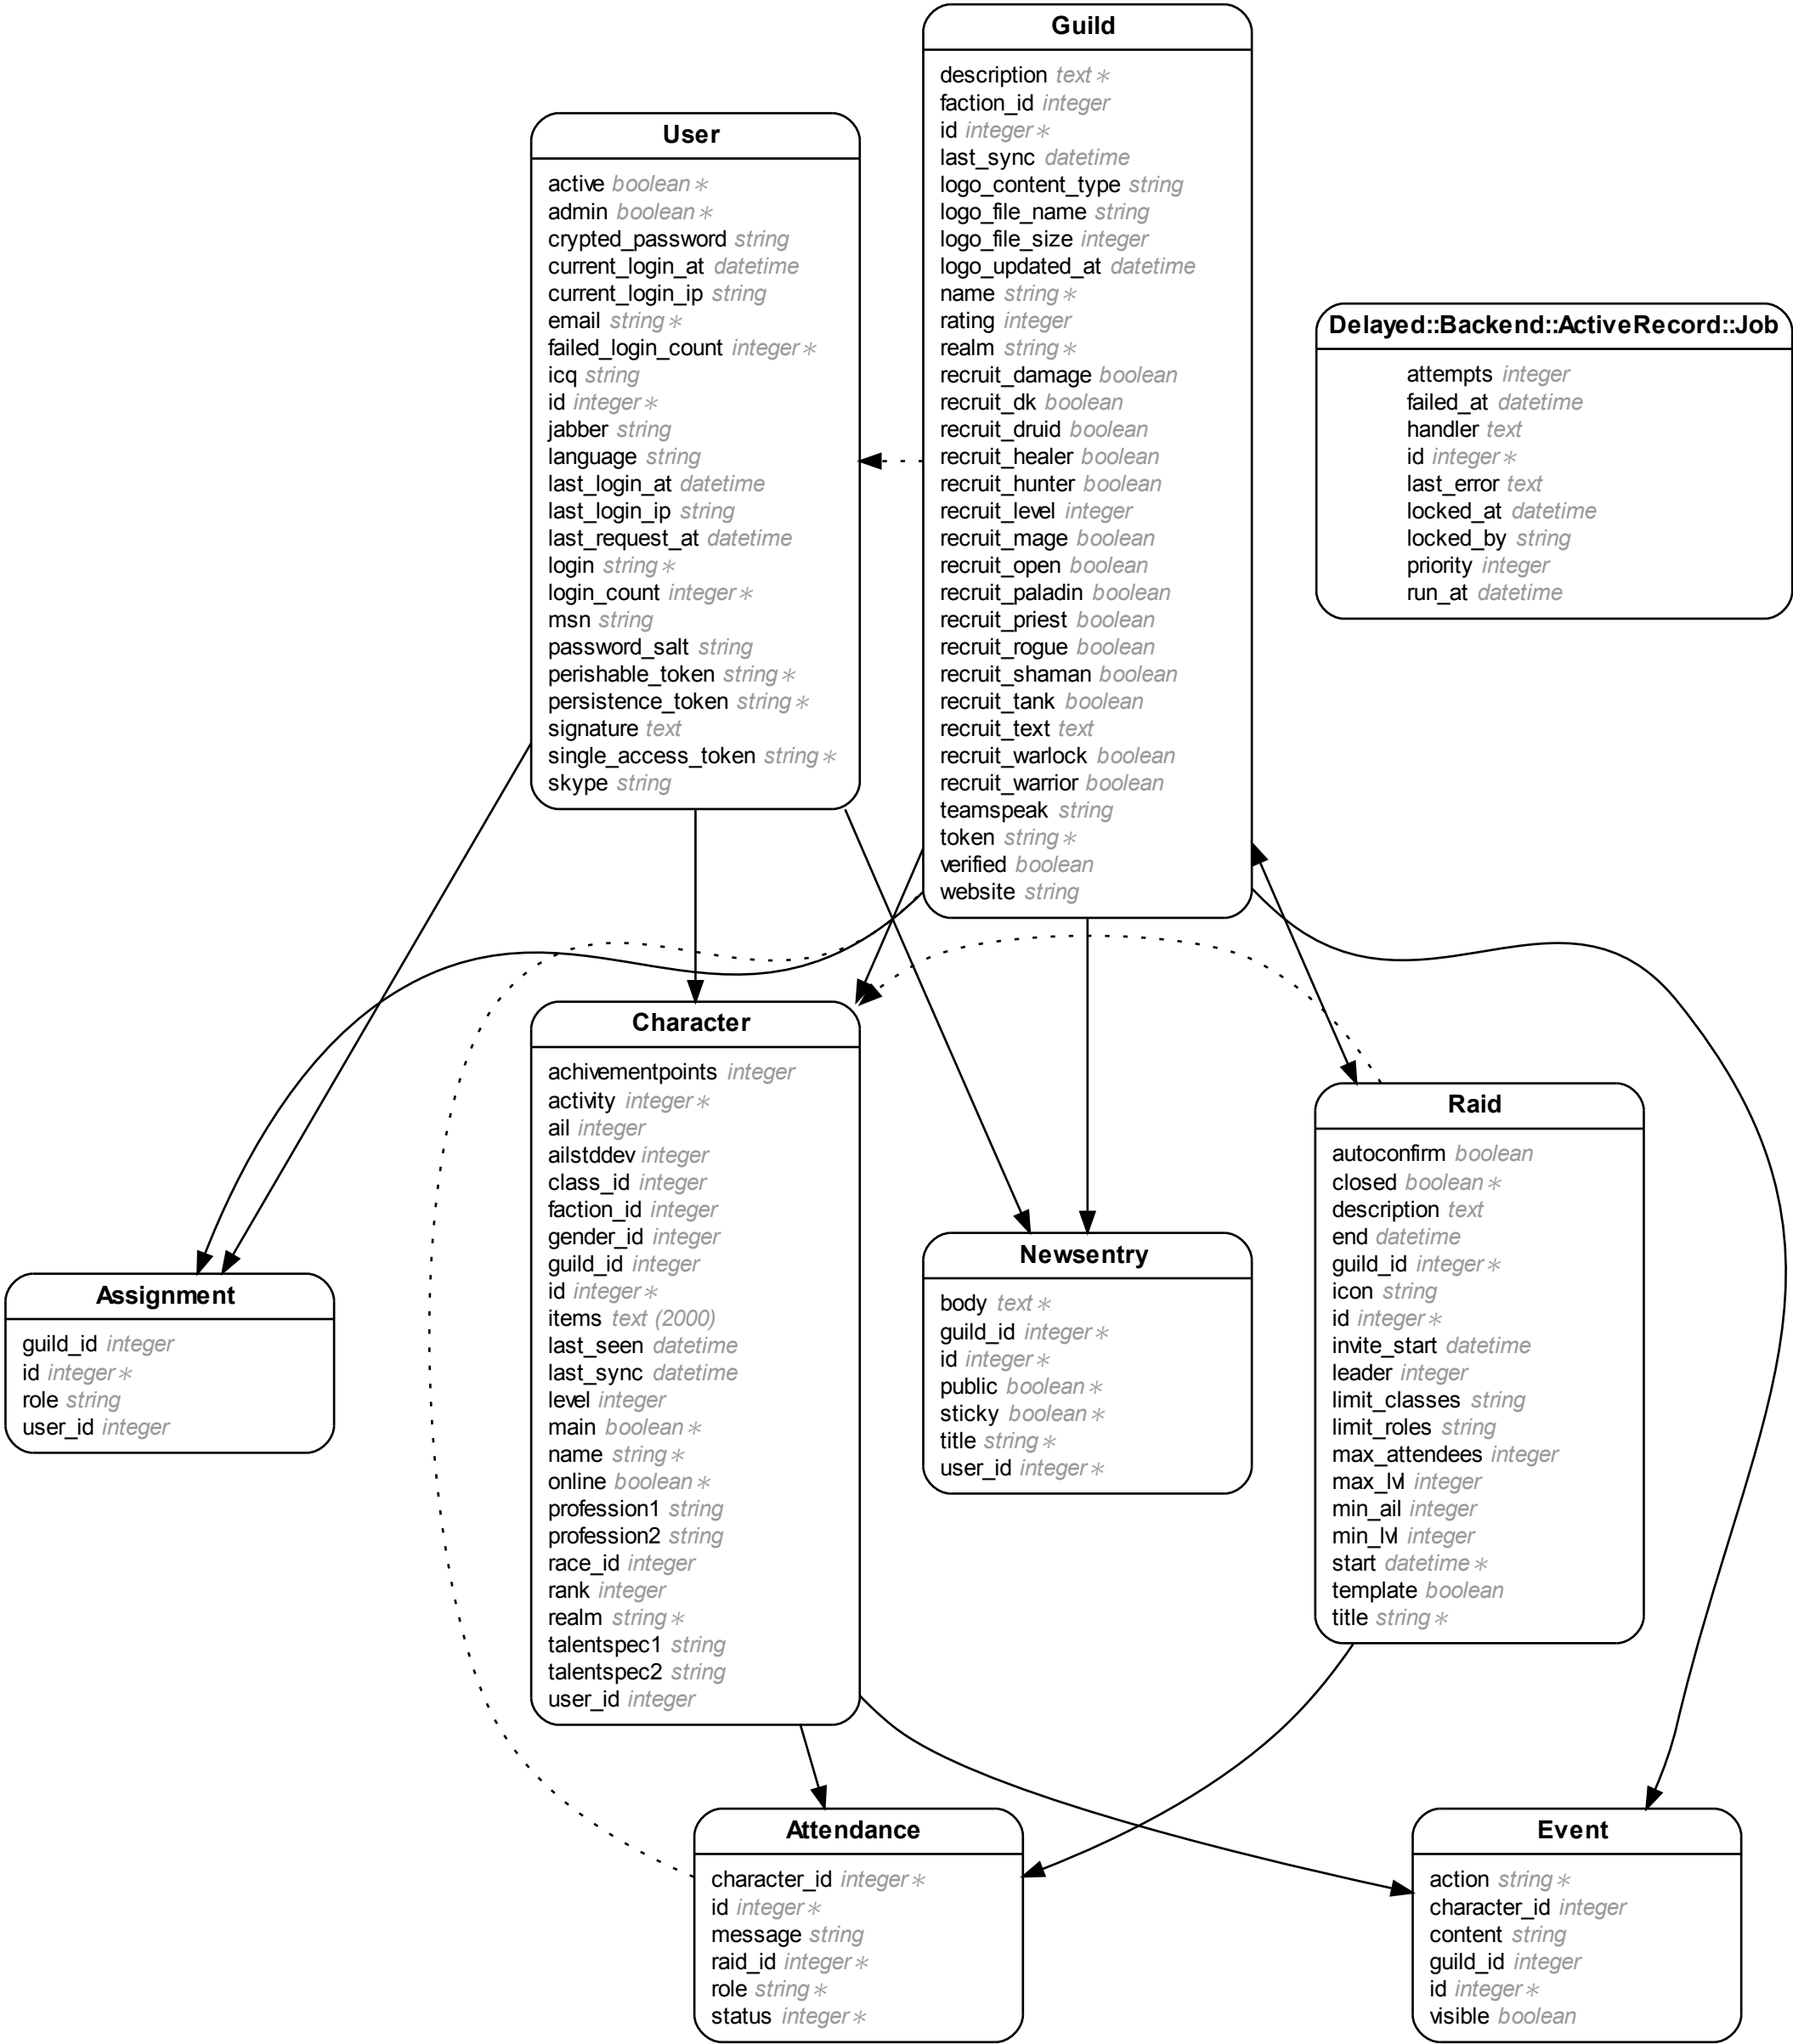 Guild
description text *
faction_id integer
id integer *
last_sync datetime
logo_content_type string
logo_file_name string
logo_file_size integer
logo_updated_at datetime
name string *
rating integer
realm string *
recruit_damage boolean
recruit_dk boolean
recruit_druid boolean
recruit_healer boolean
recruit_hunter boolean
recruit_level integer
recruit_mage boolean
recruit_open boolean
recruit_paladin boolean
recruit_priest boolean
recruit_rogue boolean
recruit_shaman boolean
recruit_tank boolean
recruit_text text
recruit_warlock boolean
recruit_warrior boolean
teamspeak string
token string *
verified boolean
website string
User
active boolean *
admin boolean *
crypted_password string
current_login_at datetime
current_login_ip string
email string *
failed_login_count integer *
icq string
id integer *
jabber string
language string
last_login_at datetime
last_login_ip string
last_request_at datetime
login string *
login_count integer *
msn string
password_salt string
perishable_token string *
persistence_token string *
signature text
single_access_token string *
skype string
Delayed::Backend::ActiveRecord::Job
attempts integer
failed_at datetime
handler text
id integer *
last_error text
locked_at datetime
locked_by string
priority integer
run_at datetime
Character
achivementpoints integer
activity integer *
ail integer
ailstddev integer
class_id integer
faction_id integer
gender_id integer
guild_id integer
id integer *
items text (2000)
last_seen datetime
last_sync datetime
level integer
main boolean *
name string *
online boolean *
profession1 string
profession2 string
race_id integer
rank integer
realm string *
talentspec1 string
talentspec2 string
user_id integer
Raid
autoconfirm boolean
closed boolean *
description text
end datetime
guild_id integer *
icon string
id integer *
invite_start datetime
leader integer
limit_classes string
limit_roles string
max_attendees integer
max_lvl integer
min_ail integer
min_lvl integer
start datetime *
template boolean
title string *
Newsentry
body text *
guild_id integer *
id integer *
public boolean *
sticky boolean *
title string *
user_id integer *
Assignment
guild_id integer
id integer *
role string
user_id integer
Attendance
character_id integer *
id integer *
message string
raid_id integer *
role string *
status integer *
Event
action string *
character_id integer
content string
guild_id integer
id integer *
visible boolean